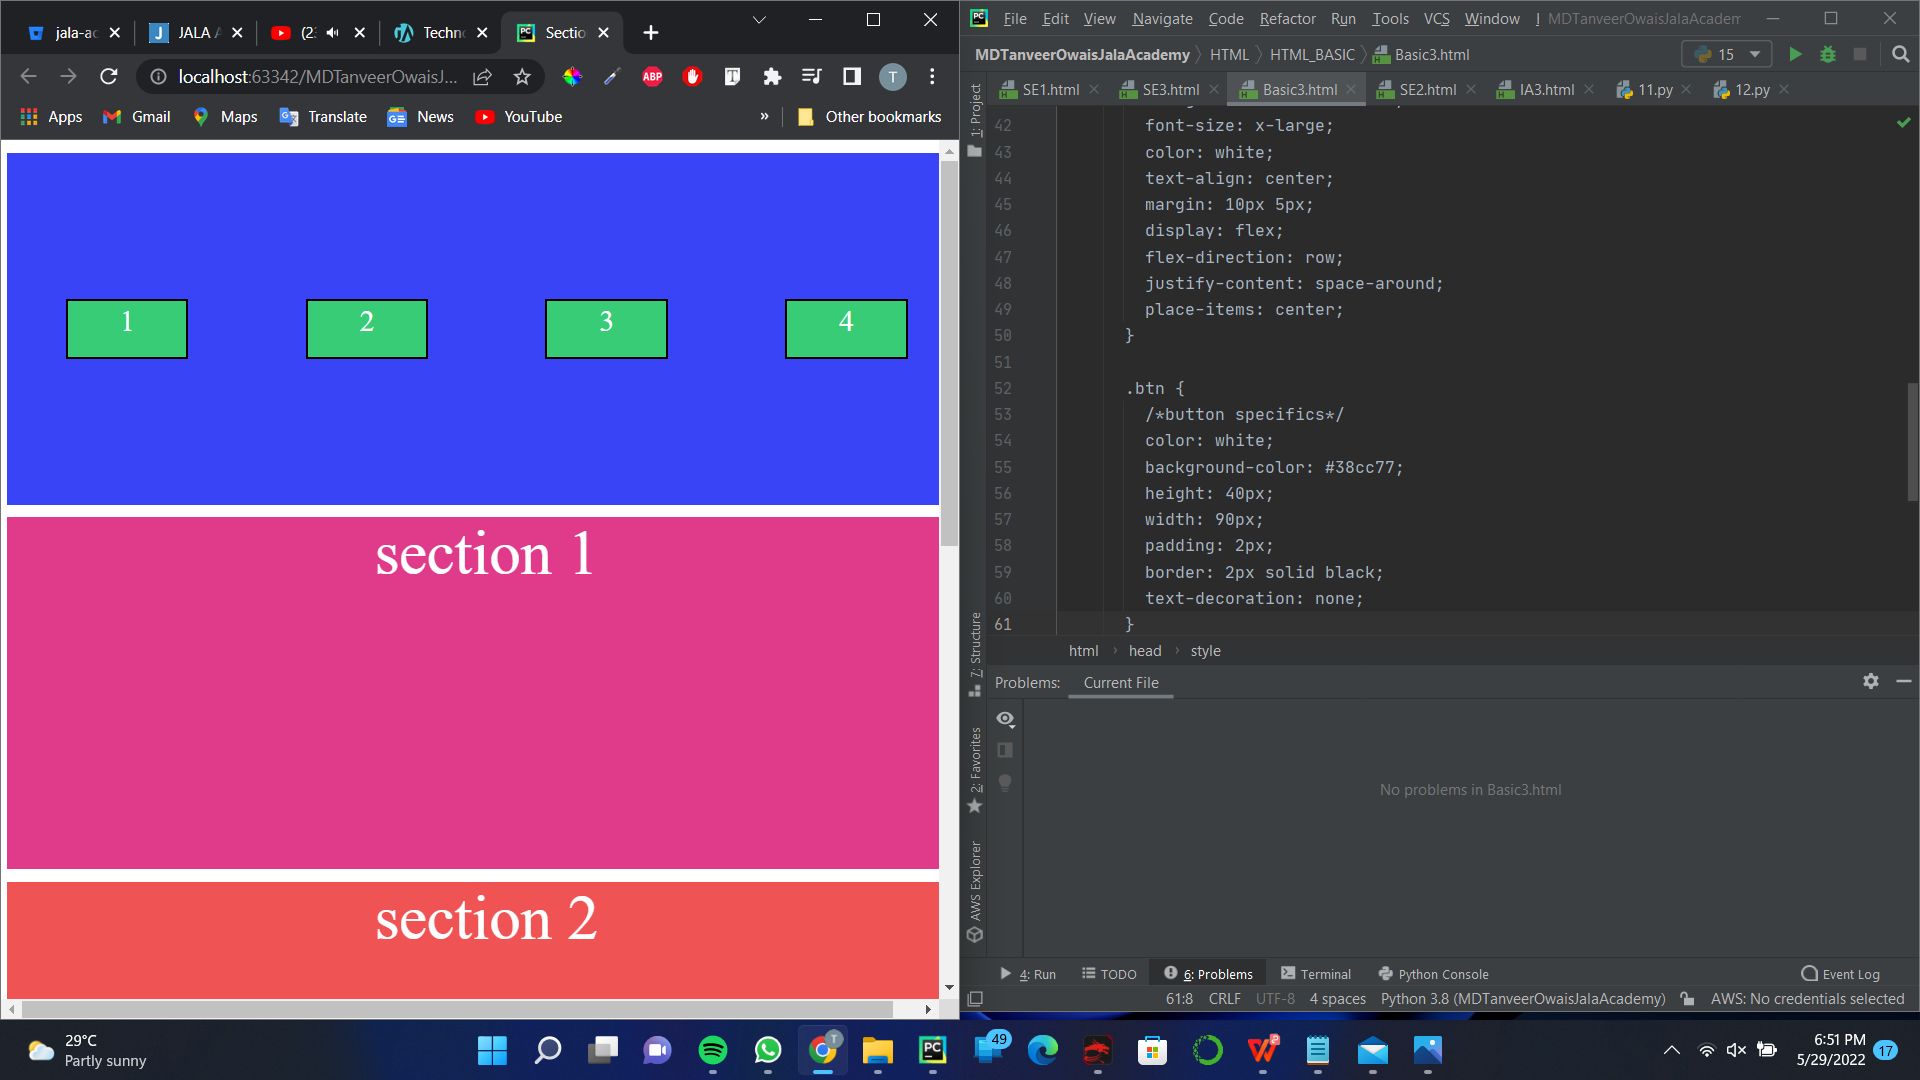 jala-ac
JALA A
(2:
Techn
Sectio
localhost:63342/MDTanveerOwaisJ...
ABP
T
T
Apps
Gmail
Maps
Translate
News
YouTube
»
Other bookmarks
1
2
3
4
section 1
section 2
File Edit View Navigate Code Refactor Run Tools VCS Window MDTanveerOwaisJalaAcadem
MDTanveerOwaisJalaAcademy HTML HTML_BASIC Basic3.html
15
SE1.html SE3.html Basic3.html SE2.html IA3.html 11.py 12.py
1: Project
42 font-size: x-large;
43 color: white;
44 text-align: center;
45 margin: 10px 5px;
46 display: flex;
47 flex-direction: row;
48 justify-content: space-around;
49 place-items: center;
50 }
51
52 .btn {
53 /*button specifics*/
54 color: white;
55 background-color: #38cc77;
56 height: 40px;
57 width: 90px;
58 padding: 2px;
59 border: 2px solid black;
60 text-decoration: none;
61 }
html › head › style
7: Structure
2: Favorites
AWS Explorer
Problems: Current File
No problems in Basic3.html
4: Run TODO 6: Problems Terminal Python Console Event Log
61:8 CRLF UTF-8 4 spaces Python 3.8 (MDTanveerOwaisJalaAcademy) AWS: No credentials selected
29°C
Partly sunny
T
PC
49
6:51 PM
5/29/2022
17